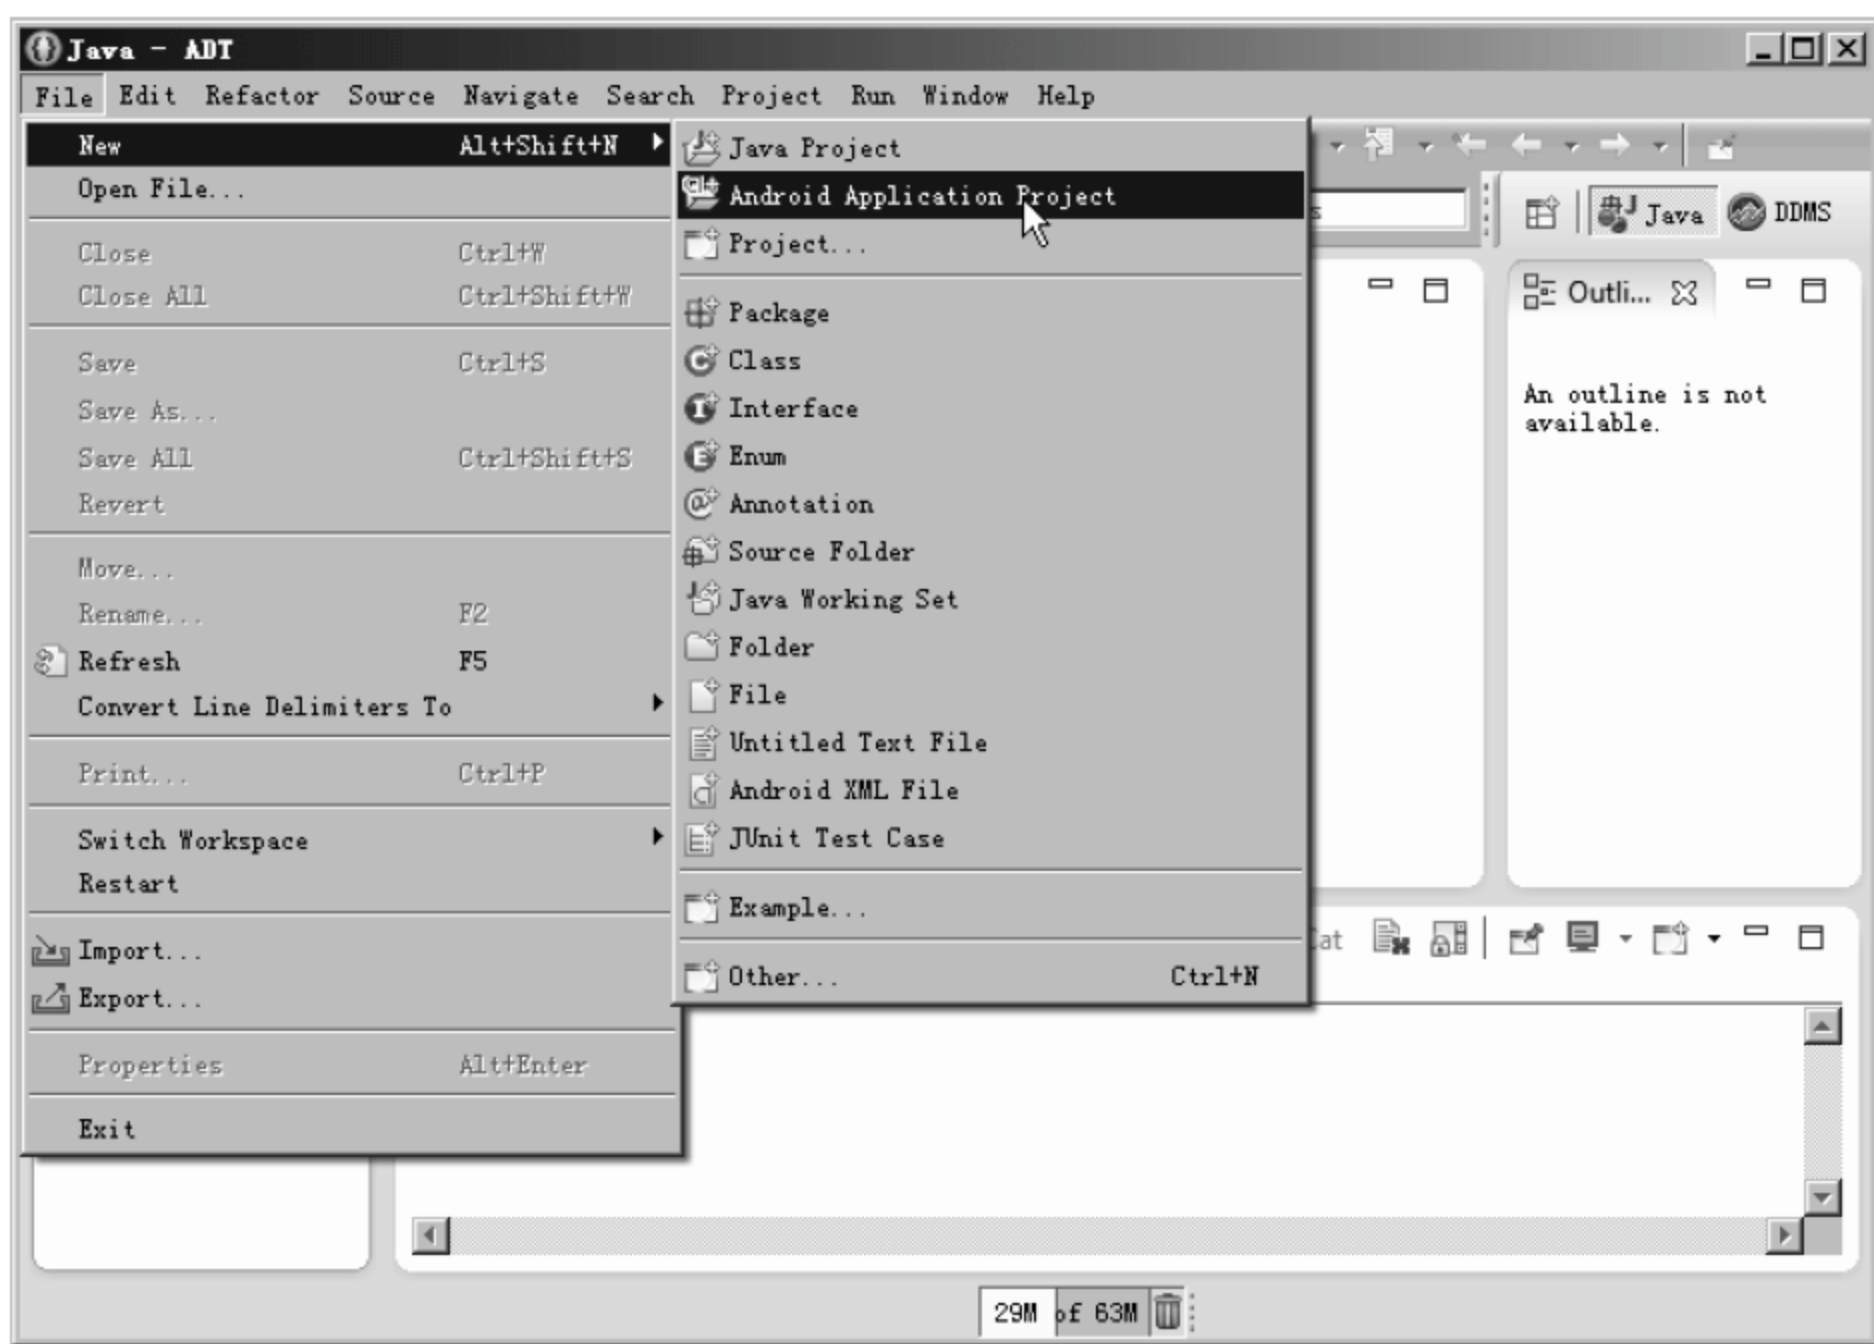 Java - ADT
File Edit Refactor Source Navigate Search Project Run Window Help
New Alt+Shift+N
Open File...
Close Ctrl+W
Close All Ctrl+Shift+W
Save Ctrl+S
Save As...
Save All Ctrl+Shift+S
Revert
Move...
Rename... F2
Refresh F5
Convert Line Delimiters To
Print... Ctrl+P
Switch Workspace
Restart
Import...
Export...
Properties Alt+Enter
Exit
Java Project
Android Application Project
Project...
Package
Class
Interface
Enum
Annotation
Source Folder
Java Working Set
Folder
File
Untitled Text File
Android XML File
JUnit Test Case
Example...
Other... Ctrl+N
Java DDMS
Outli...
An outline is not
available.
29M of 63M